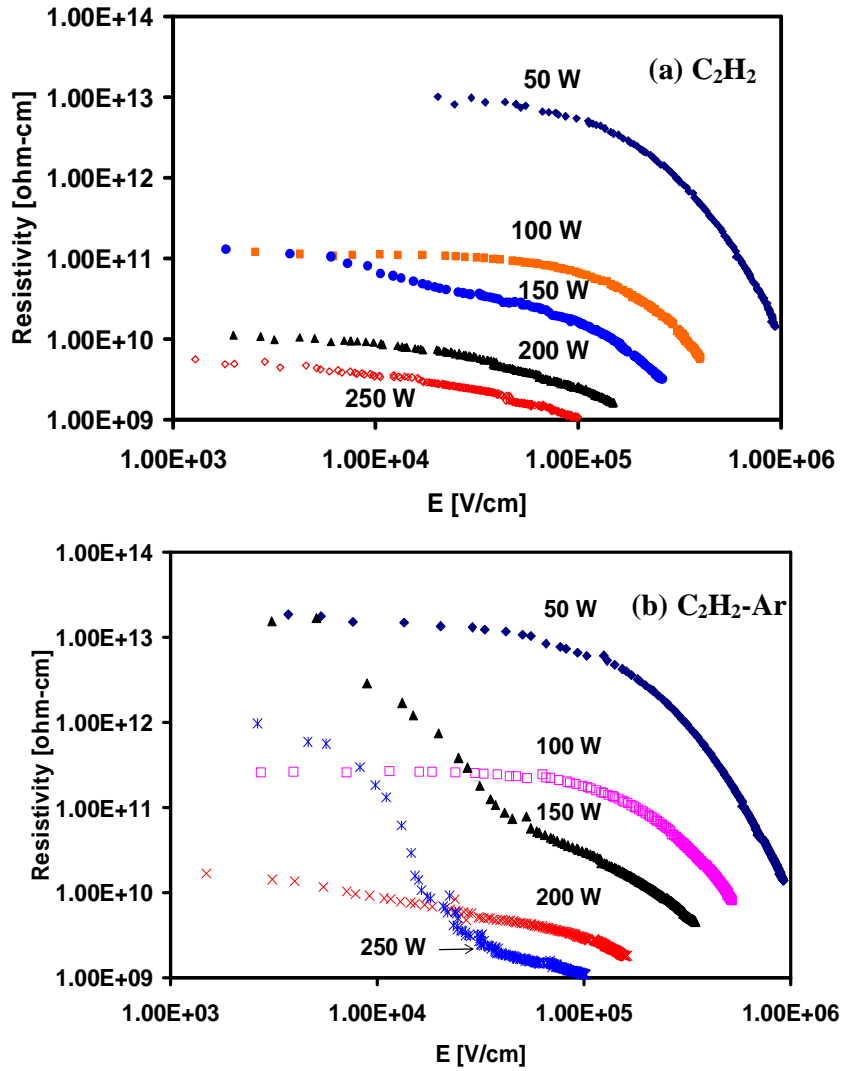 1.00E+14
(a) C₂H₂
50 W
1.00E+13
1.00E+12
100 W
1.00E+11
150 W
1.00E+10
200 W
250 W
1.00E+09
1.00E+03
1.00E+04
1.00E+05
1.00E+06
Resistivity [ohm-cm]
E [V/cm]
1.00E+14
50 W
(b) C₂H₂-Ar
1.00E+13
1.00E+12
100 W
1.00E+11
150 W
1.00E+10
200 W
250 W
1.00E+09
1.00E+03
1.00E+04
1.00E+05
1.00E+06
Resistivity [ohm-cm]
E [V/cm]